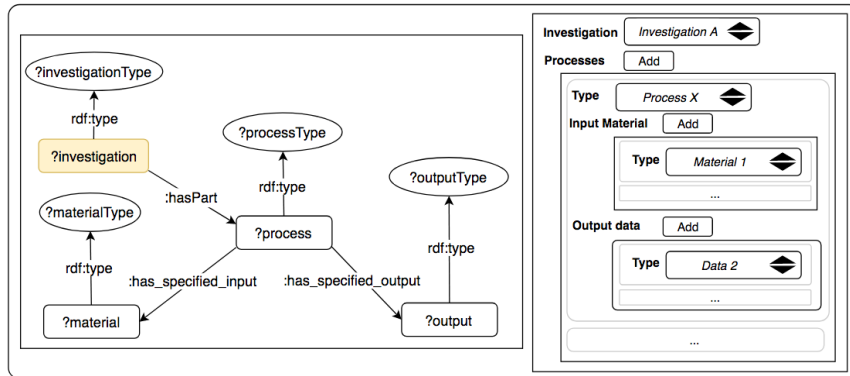 ?investigationType
rdf:type
?investigation
:hasPart
?processType
rdf:type
?process
?materialType
rdf:type
?material
:has_specified_input
:has_specified_output
?outputType
rdf:type
?output
Investigation Investigation A
Processes Add
Type Process X
Input Material Add
Type Material 1
...
Output data Add
Type Data 2
...
...